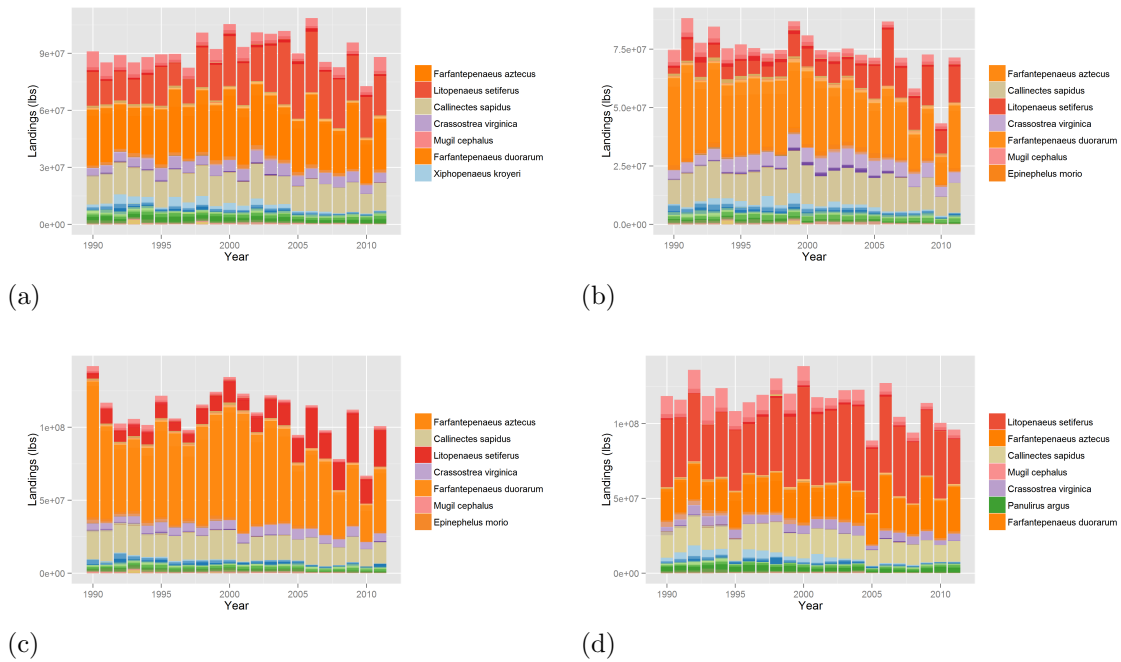 Landings (lbs)
9e+07
6e+07
3e+07
0e+00
1990 1995 2000 2005 2010
Year
Farfantepenaeus aztecus
Litopenaeus setiferus
Callinectes sapidus
Crassostrea virginica
Mugil cephalus
Farfantepenaeus duorarum
Xiphopenaeus kroyeri
(a)
Landings (lbs)
7.5e+07
5.0e+07
2.5e+07
0.0e+00
1990 1995 2000 2005 2010
Year
Farfantepenaeus aztecus
Callinectes sapidus
Litopenaeus setiferus
Crassostrea virginica
Farfantepenaeus duorarum
Mugil cephalus
Epinephelus morio
(b)
Landings (lbs)
1e+08
5e+07
0e+00
1990 1995 2000 2005 2010
Year
Farfantepenaeus aztecus
Callinectes sapidus
Litopenaeus setiferus
Crassostrea virginica
Farfantepenaeus duorarum
Mugil cephalus
Epinephelus morio
(c)
Landings (lbs)
1e+08
5e+07
0e+00
1990 1995 2000 2005 2010
Year
Litopenaeus setiferus
Farfantepenaeus aztecus
Callinectes sapidus
Mugil cephalus
Crassostrea virginica
Panulirus argus
Farfantepenaeus duorarum
(d)